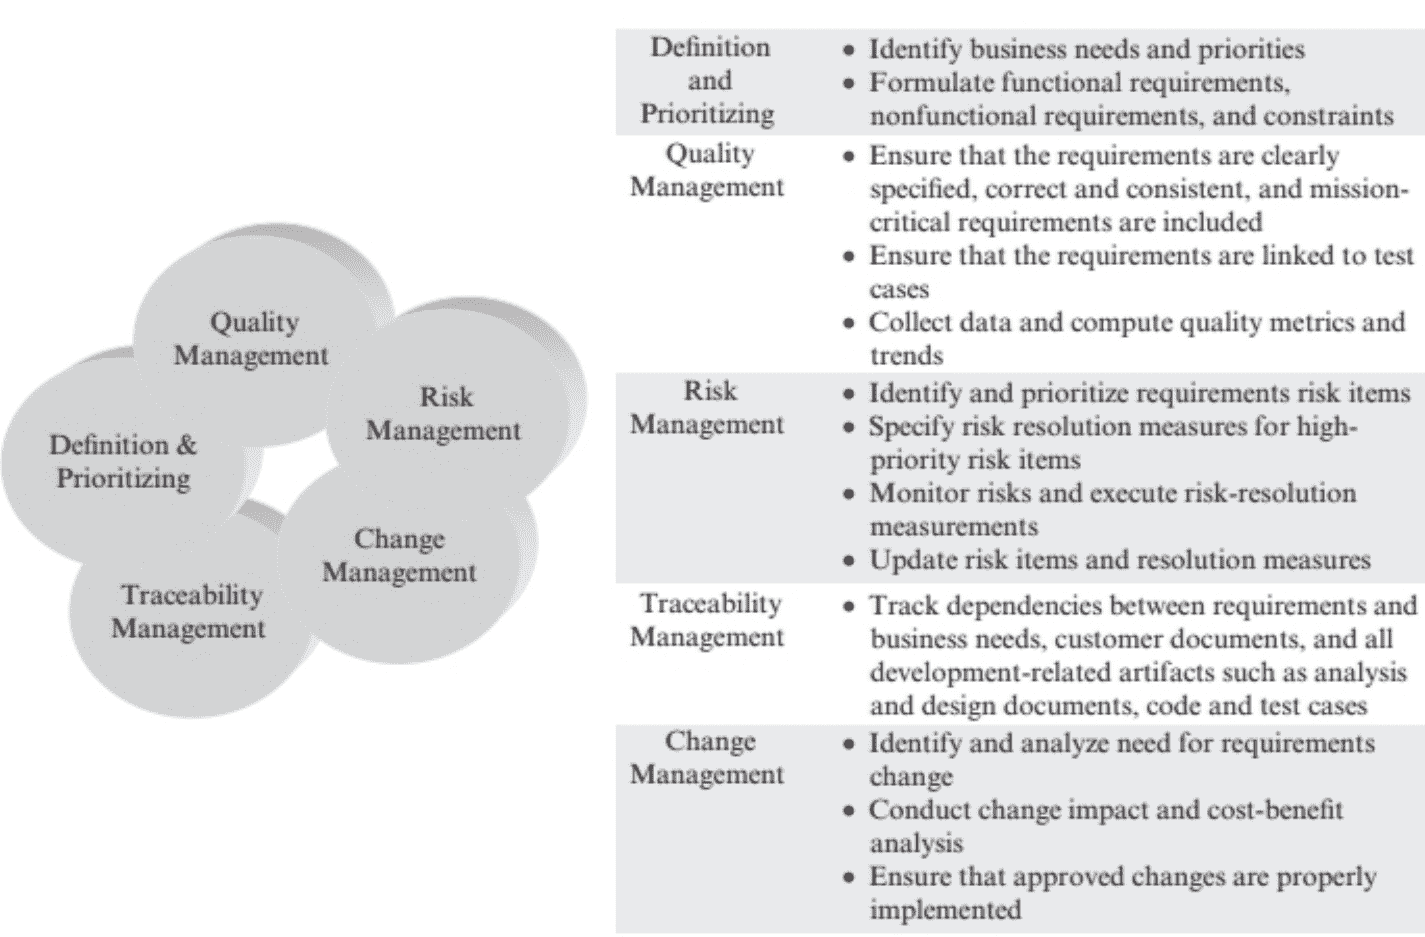 Quality
Management
Risk
Management
Definition &
Prioritizing
Change
Management
Traceability
Management
Definition
and
Prioritizing
• Identify business needs and priorities
• Formulate functional requirements,
nonfunctional requirements, and constraints
Quality
Management
• Ensure that the requirements are clearly
specified, correct and consistent, and mission-
critical requirements are included
• Ensure that the requirements are linked to test
cases
• Collect data and compute quality metrics and
trends
Risk
Management
• Identify and prioritize requirements risk items
• Specify risk resolution measures for high-
priority risk items
• Monitor risks and execute risk-resolution
measurements
• Update risk items and resolution measures
Traceability
Management
• Track dependencies between requirements and
business needs, customer documents, and all
development-related artifacts such as analysis
and design documents, code and test cases
Change
Management
• Identify and analyze need for requirements
change
• Conduct change impact and cost-benefit
analysis
• Ensure that approved changes are properly
implemented